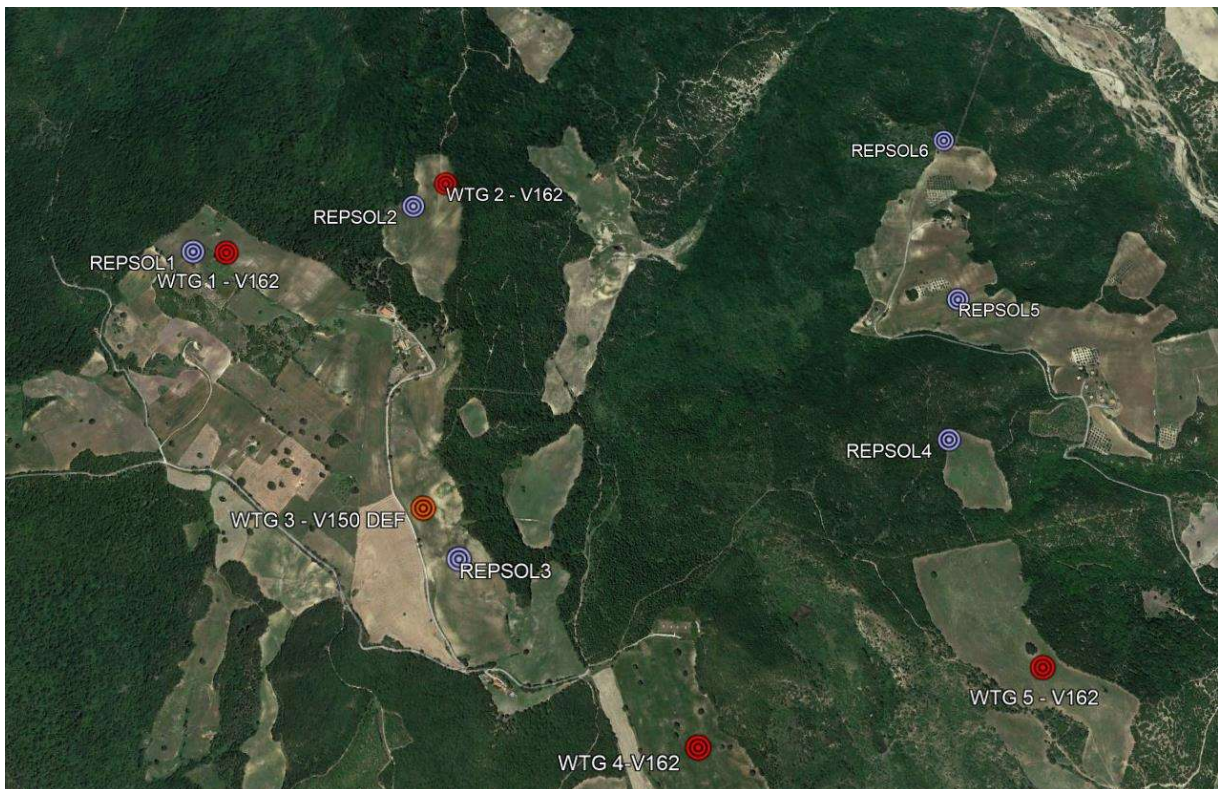 REPSOL6
WTG 2 - V162
REPSOL2
REPSOL1
WTG 1 - V162
REPSOL5
REPSOL4
WTG 3 - V150 DEF
REPSOL3
WTG 5 - V162
WTG 4-V162